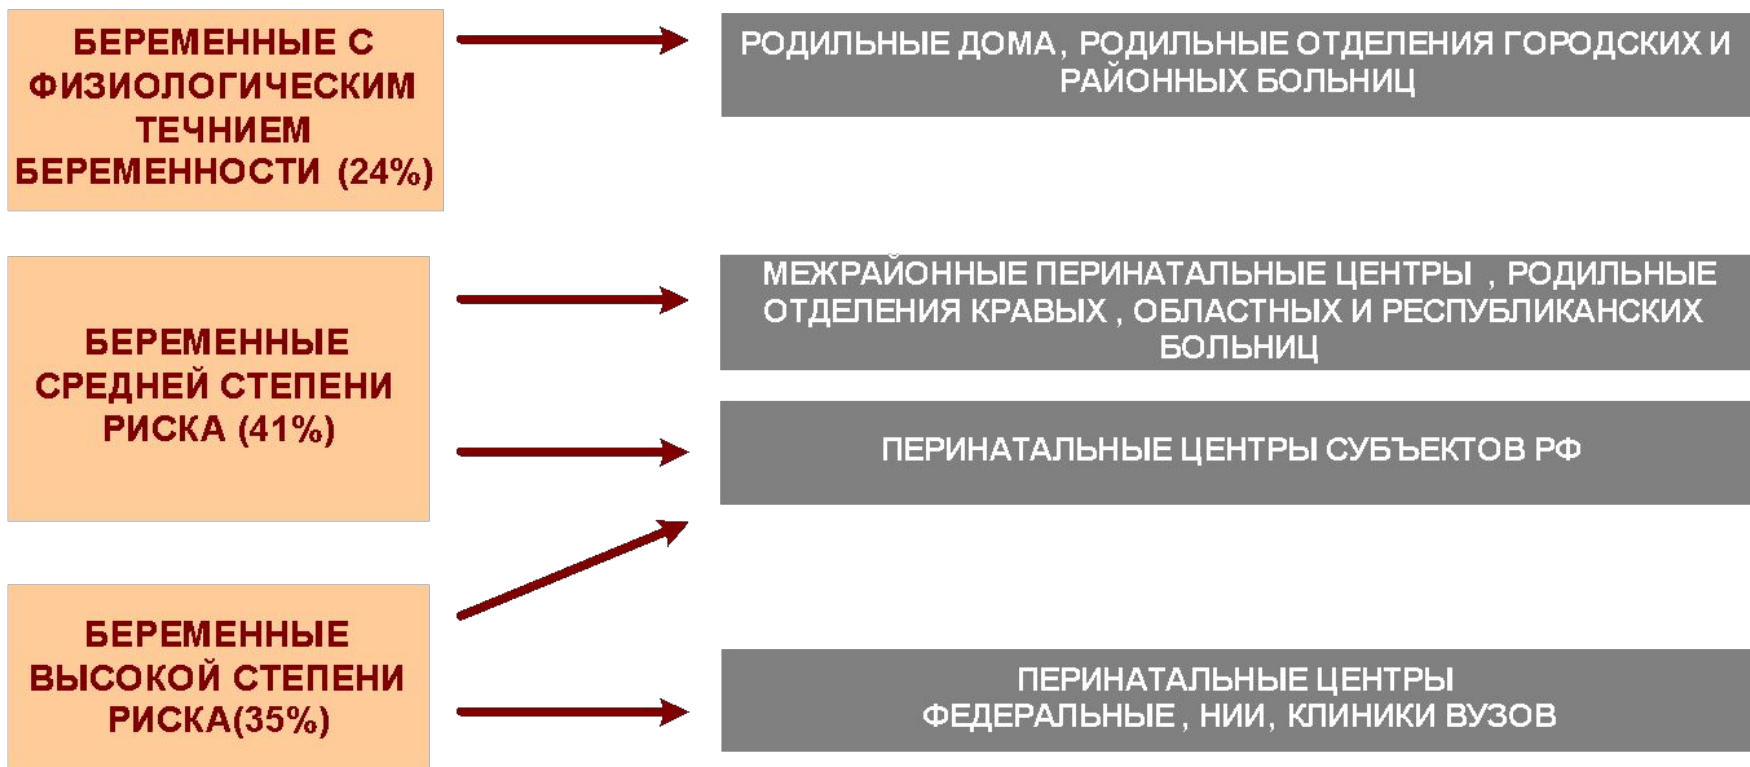 БЕРЕМЕННЫЕ С
ФИЗИОЛОГИЧЕСКИМ
ТЕЧНИЕМ
БЕРЕМЕННОСТИ (24%)
РОДИЛЬНЫЕ ДОМА, РОДИЛЬНЫЕ ОТДЕЛЕНИЯ ГОРОДСКИХ И
РАЙОННЫХ БОЛЬНИЦ
БЕРЕМЕННЫЕ
СРЕДНЕЙ СТЕПЕНИ
РИСКА (41%)
МЕЖРАЙОННЫЕ ПЕРИНАТАЛЬНЫЕ ЦЕНТРЫ , РОДИЛЬНЫЕ
ОТДЕЛЕНИЯ КРАВЫХ , ОБЛАСТНЫХ И РЕСПУБЛИКАНСКИХ
БОЛЬНИЦ
ПЕРИНАТАЛЬНЫЕ ЦЕНТРЫ СУБЪЕКТОВ РФ
БЕРЕМЕННЫЕ
ВЫСОКОЙ СТЕПЕНИ
РИСКА(35%)
ПЕРИНАТАЛЬНЫЕ ЦЕНТРЫ
ФЕДЕРАЛЬНЫЕ , НИИ, КЛИНИКИ ВУЗОВ